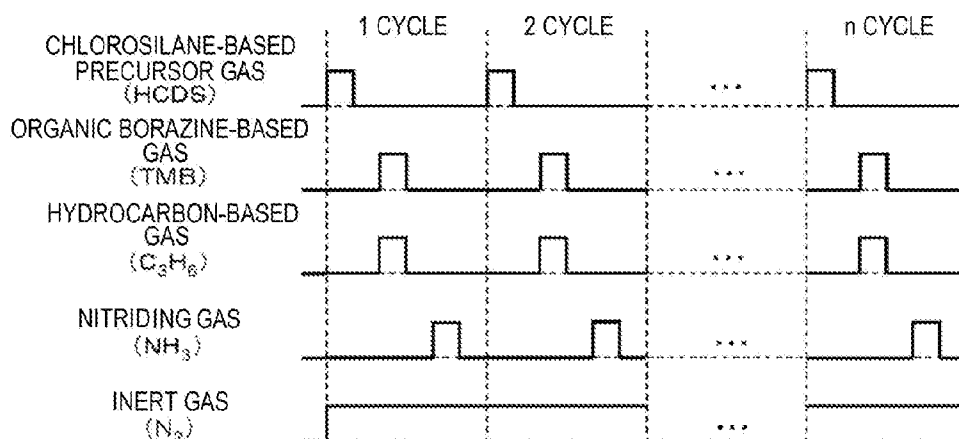 1 CYCLE 2 CYCLE n CYCLE
CHLOROSILANE-BASED
PRECURSOR GAS
(HCDS)
ORGANIC BORAZINE-BASED
GAS
(TMB)
HYDROCARBON-BASED
GAS
(C₃H₆)
NITRIDING GAS
(NH₃)
INERT GAS
(N₂)